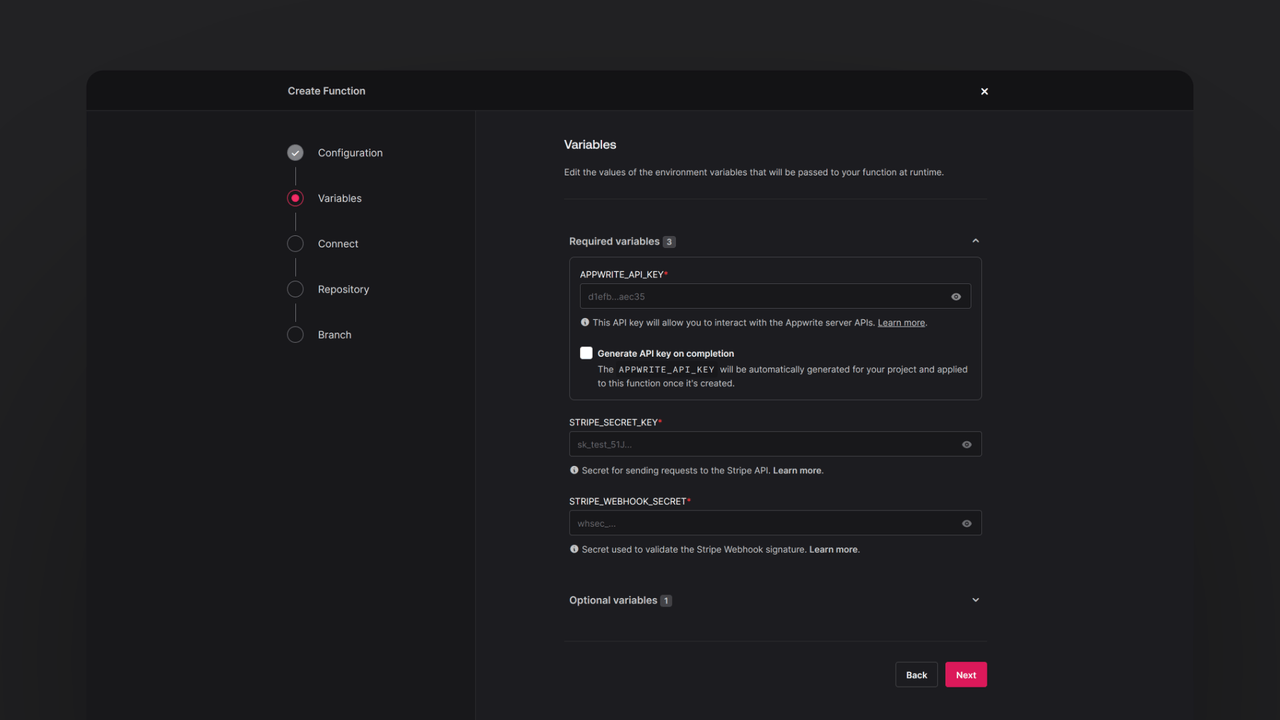 Create Function
Configuration
Variables
Connect
Repository
Branch
Variables
Edit the values of the environment variables that will be passed to your function at runtime.
Required variables 3
APPWRITE_API_KEY*
d1efb...aec35
This API key will allow you to interact with the Appwrite server APIs. Learn more.
Generate API key on completion
The APPWRITE_API_KEY will be automatically generated for your project and applied
to this function once it's created.
STRIPE_SECRET_KEY*
sk_test_51J...
Secret for sending requests to the Stripe API. Learn more.
STRIPE_WEBHOOK_SECRET*
whsec_...
Secret used to validate the Stripe Webhook signature. Learn more.
Optional variables 1
Back
Next